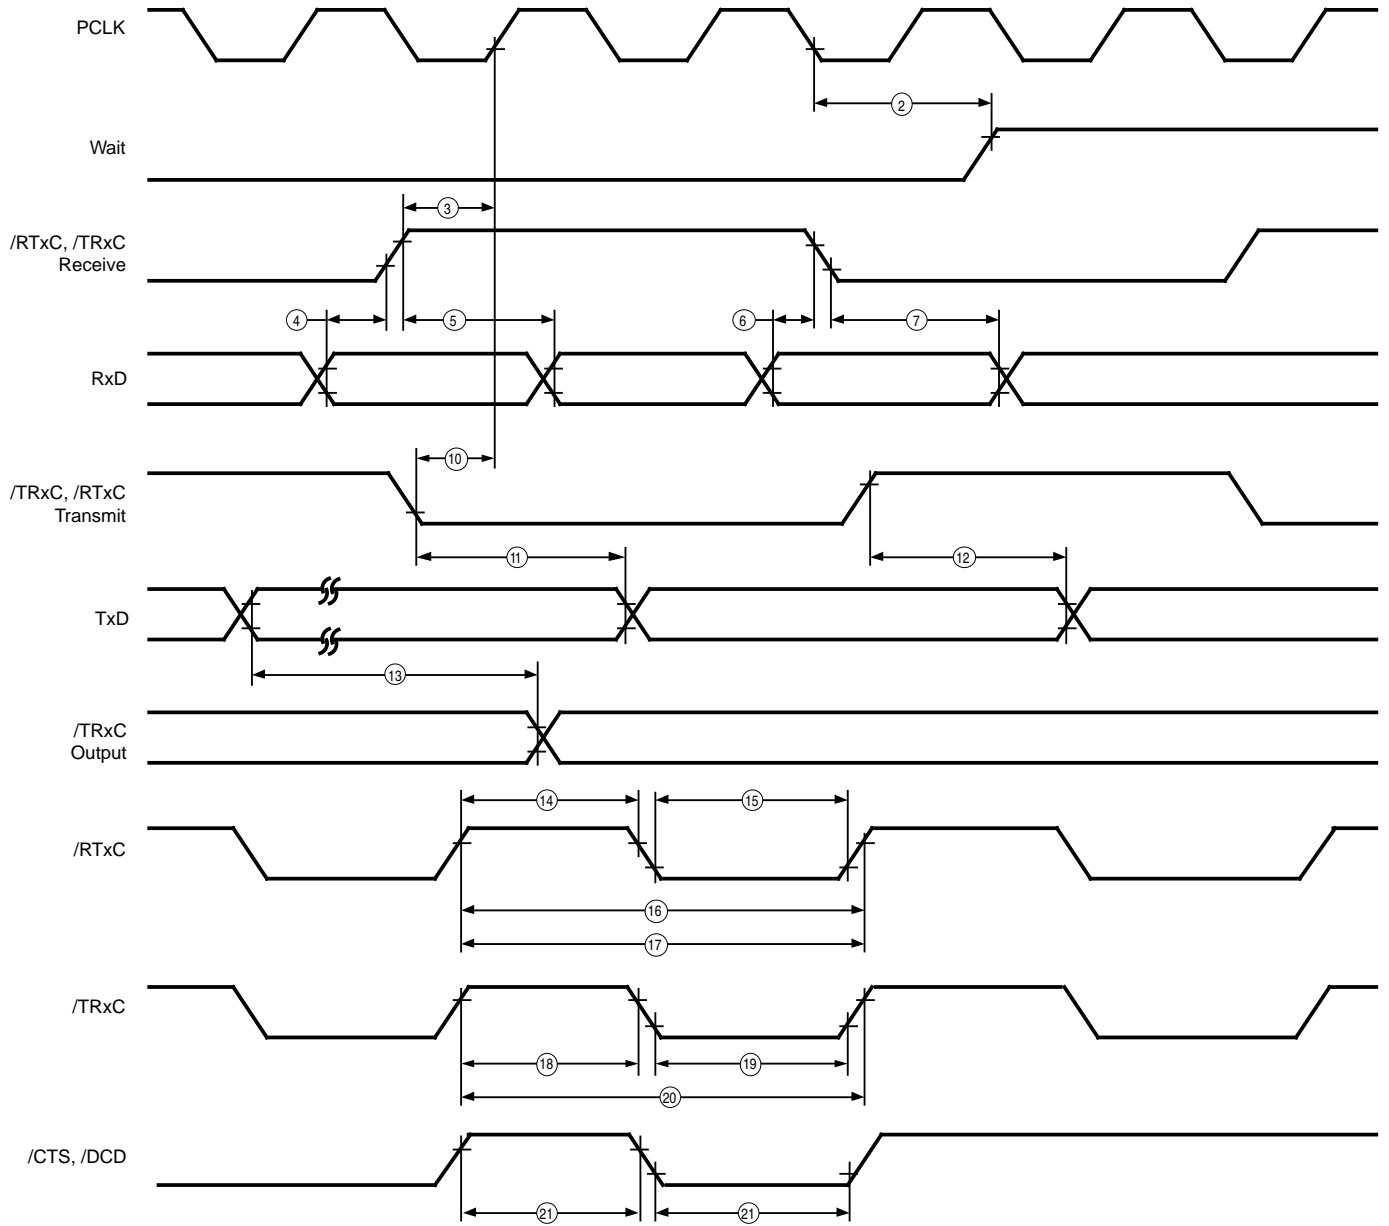 PCLK
2
Wait
3
/RTxC, /TRxC
Receive
4
5
6
7
RxD
10
/TRxC, /RTxC
Transmit
11
12
TxD
13
/TRxC
Output
14
15
/RTxC
16
17
/TRxC
18
19
20
/CTS, /DCD
21
21